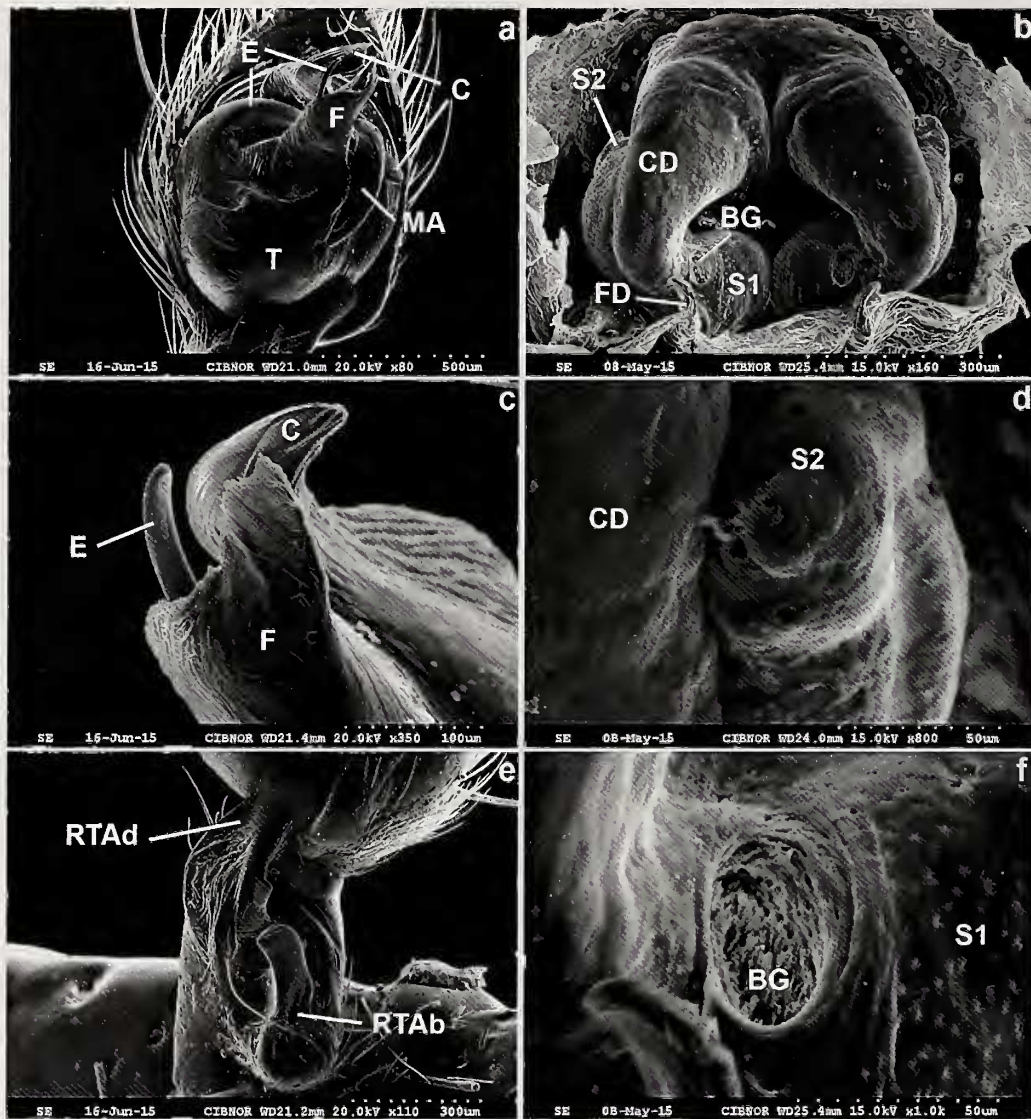 a
E
E
C
F
MA
T
SE 16-Jun-15 CIBNOR WD21.0mm 20.0kV x80 500um
b
S2
CD
BG
S1
FD
SE 08-May-15 CIBNOR WD25.4mm 15.0kV x160 300um
c
C
E
F
SE 16-Jun-15 CIBNOR WD21.4mm 20.0kV x350 100um
d
S2
CD
SE 08-May-15 CIBNOR WD24.0mm 15.0kV x800 50um
e
RTAd
RTAb
SE 16-Jun-15 CIBNOR WD21.2mm 20.0kV x110 300um
f
S1
BG
SE 08-May-15 CIBNOR WD25.4mm 15.0kV x1.0k 50um